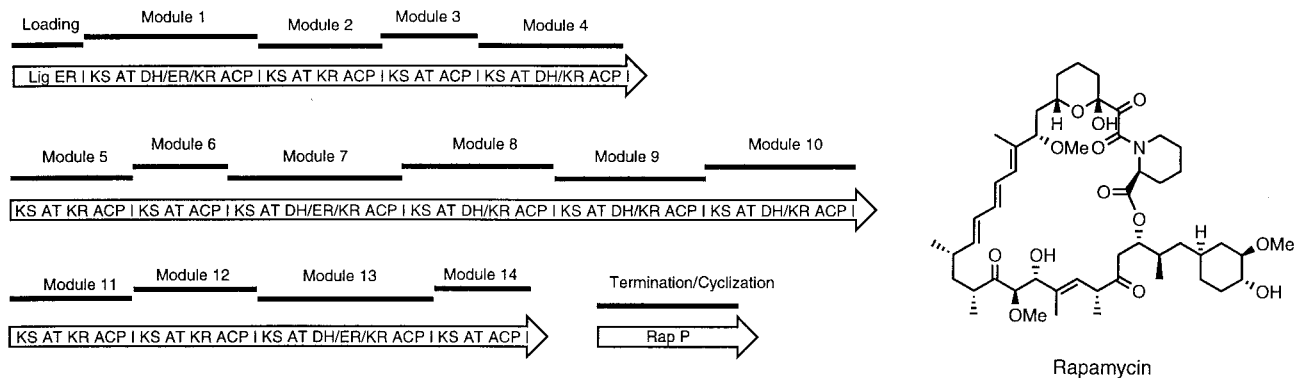 Loading Module 1 Module 2 Module 3 Module 4
Lig ER | KS AT DH/ER/KR ACP | KS AT KR ACP | KS AT ACP | KS AT DH/KR ACP |
Module 5 Module 6 Module 7 Module 8 Module 9 Module 10
KS AT KR ACP | KS AT ACP | KS AT DH/ER/KR ACP | KS AT DH/KR ACP | KS AT DH/KR ACP | KS AT DH/KR ACP |
Module 11 Module 12 Module 13 Module 14
KS AT KR ACP | KS AT KR ACP | KS AT DH/ER/KR ACP | KS AT ACP |
Termination/Cyclization
Rap P
O
H
OH
O
OMe
O
N
O
O
H
OMe
OH
O
OH
O
OMe
Rapamycin